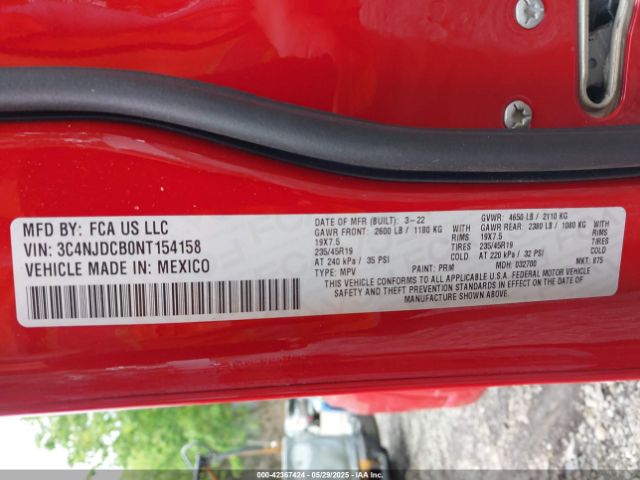 MFD BY: FCA US LLC
VIN: 3C4NJDCB0NT154158
VEHICLE MADE IN: MEXICO
DATE OF MFR (BUILT): 3-22 GVWR: 4650 LB / 2110 KG
GAWR FRONT: 2600 LB / 1180 KG WITH GAWR REAR: 2380 LB / 1080 KG WITH
19X7.5 RIMS 19X7.5 RIMS
235/45R19 TIRES 235/45R19 TIRES
AT 240 kPa / 35 PSI COLD AT 220 kPa / 32 PSI COLD
TYPE: MPV PAINT: PRM MDH: 032700 MKT: 875
THIS VEHICLE CONFORMS TO ALL APPLICABLE U.S.A. FEDERAL MOTOR VEHICLE
SAFETY AND THEFT PREVENTION STANDARDS IN EFFECT ON THE DATE OF
MANUFACTURE SHOWN ABOVE.
000-42367424 - 05/29/2025 - IAAI.COM